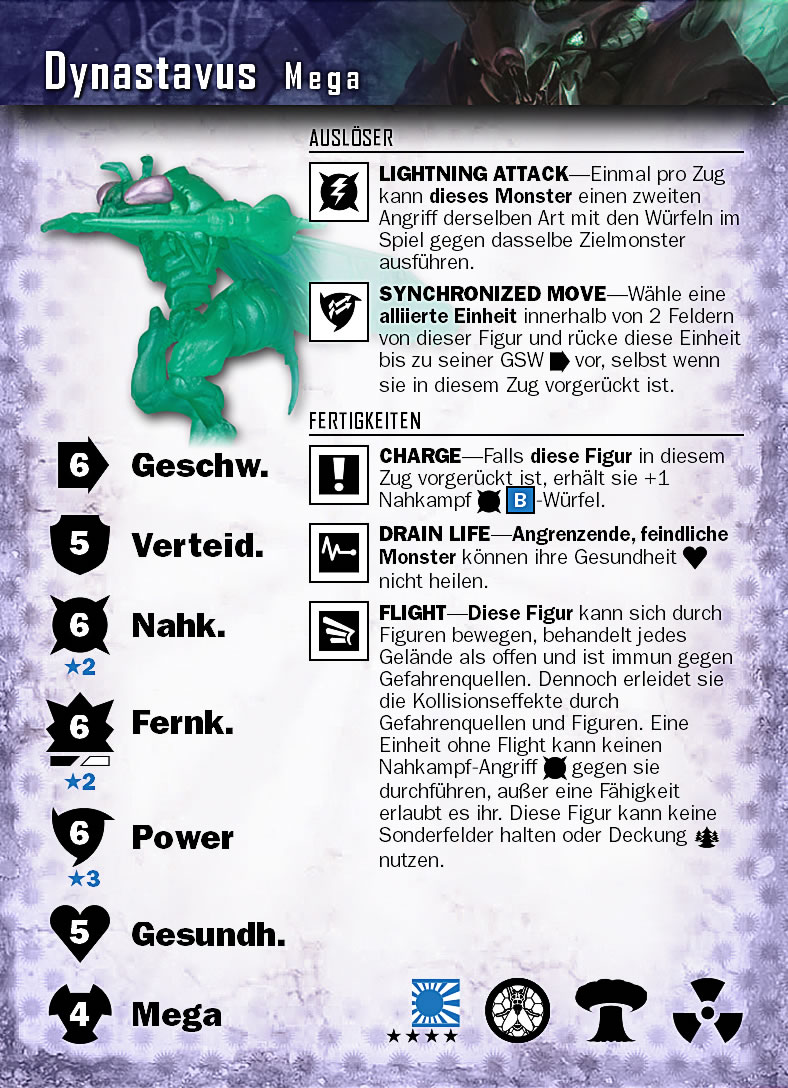 Dynastavus Mega
AUSLÖSER
LIGHTNING ATTACK—Einmal pro Zug
kann dieses Monster einen zweiten
Angriff derselben Art mit den Würfeln im
Spiel gegen dasselbe Zielmonster
ausführen.
SYNCHRONIZED MOVE—Wähle eine
alliierte Einheit innerhalb von 2 Feldern
von dieser Figur und rücke diese Einheit
bis zu seiner GSW vor, selbst wenn
sie in diesem Zug vorgerückt ist.
FERTIGKEITEN
CHARGE—Falls diese Figur in diesem
Zug vorgerückt ist, erhält sie +1
Nahkampf B-Würfel.
DRAIN LIFE—Angrenzende, feindliche
Monster können ihre Gesundheit
nicht heilen.
FLIGHT—Diese Figur kann sich durch
Figuren bewegen, behandelt jedes
Gelände als offen und ist immun gegen
Gefahrenquellen. Dennoch erleidet sie
die Kollisionseffekte durch
Gefahrenquellen und Figuren. Eine
Einheit ohne Flight kann keinen
Nahkampf-Angriff gegen sie
durchführen, außer eine Fähigkeit
erlaubt es ihr. Diese Figur kann keine
Sonderfelder halten oder Deckung
nutzen.
6 Geschw.
5 Verteid.
6 Nahk.
★2
6 Fernk.
★2
6 Power
★3
5 Gesundh.
4 Mega
★★★★